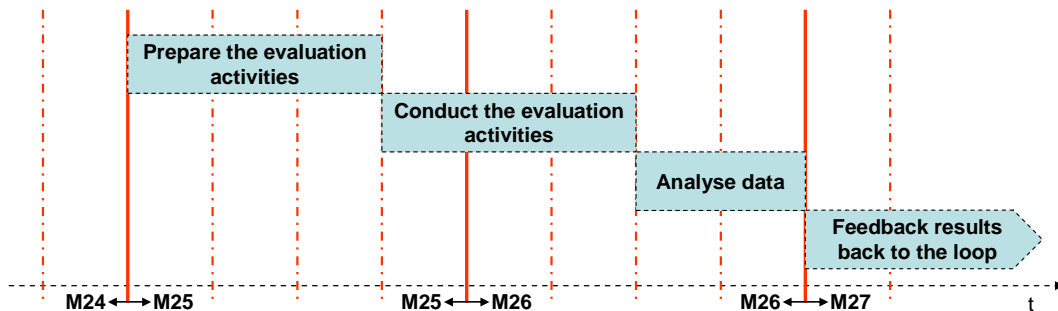 Prepare the evaluation
activities
Conduct the evaluation
activities
Analyse data
Feedback results
back to the loop
M24 M25
M25 M26
M26 M27
t